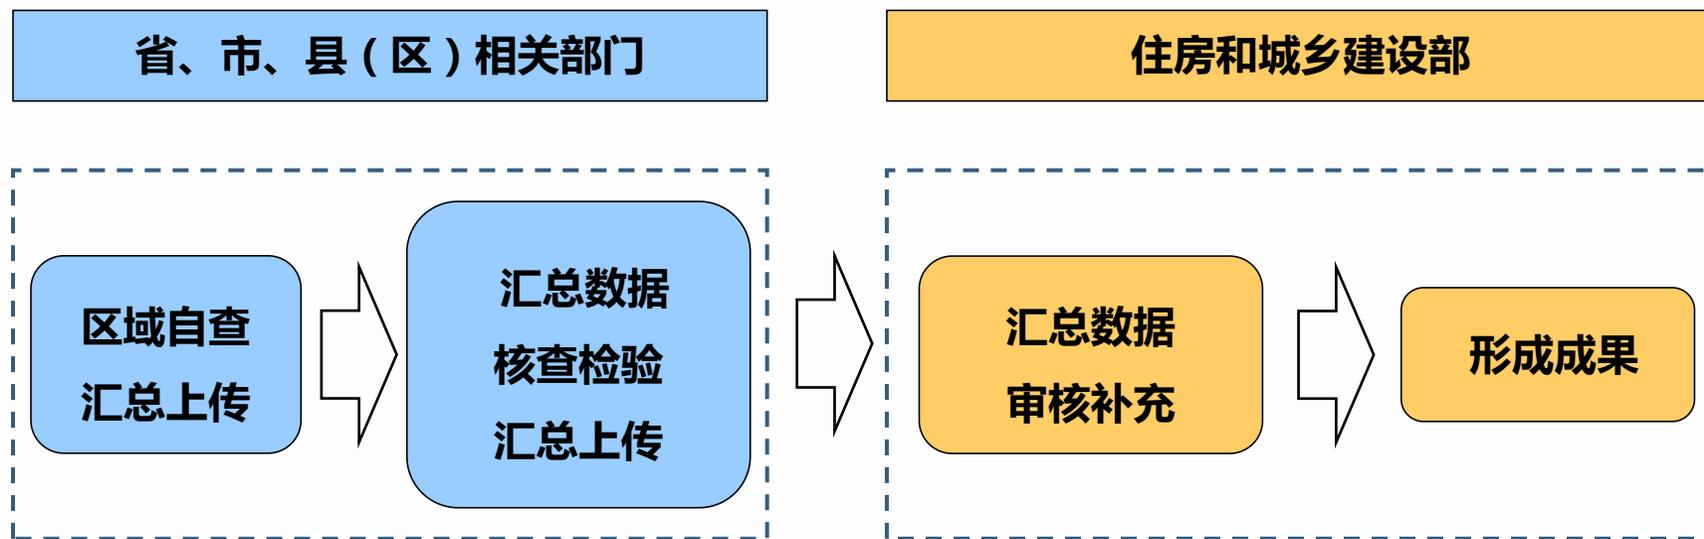 省、市、县（区）相关部门
住房和城乡建设部
区域自查
汇总上传
汇总数据
核查检验
汇总上传
汇总数据
审核补充
形成成果